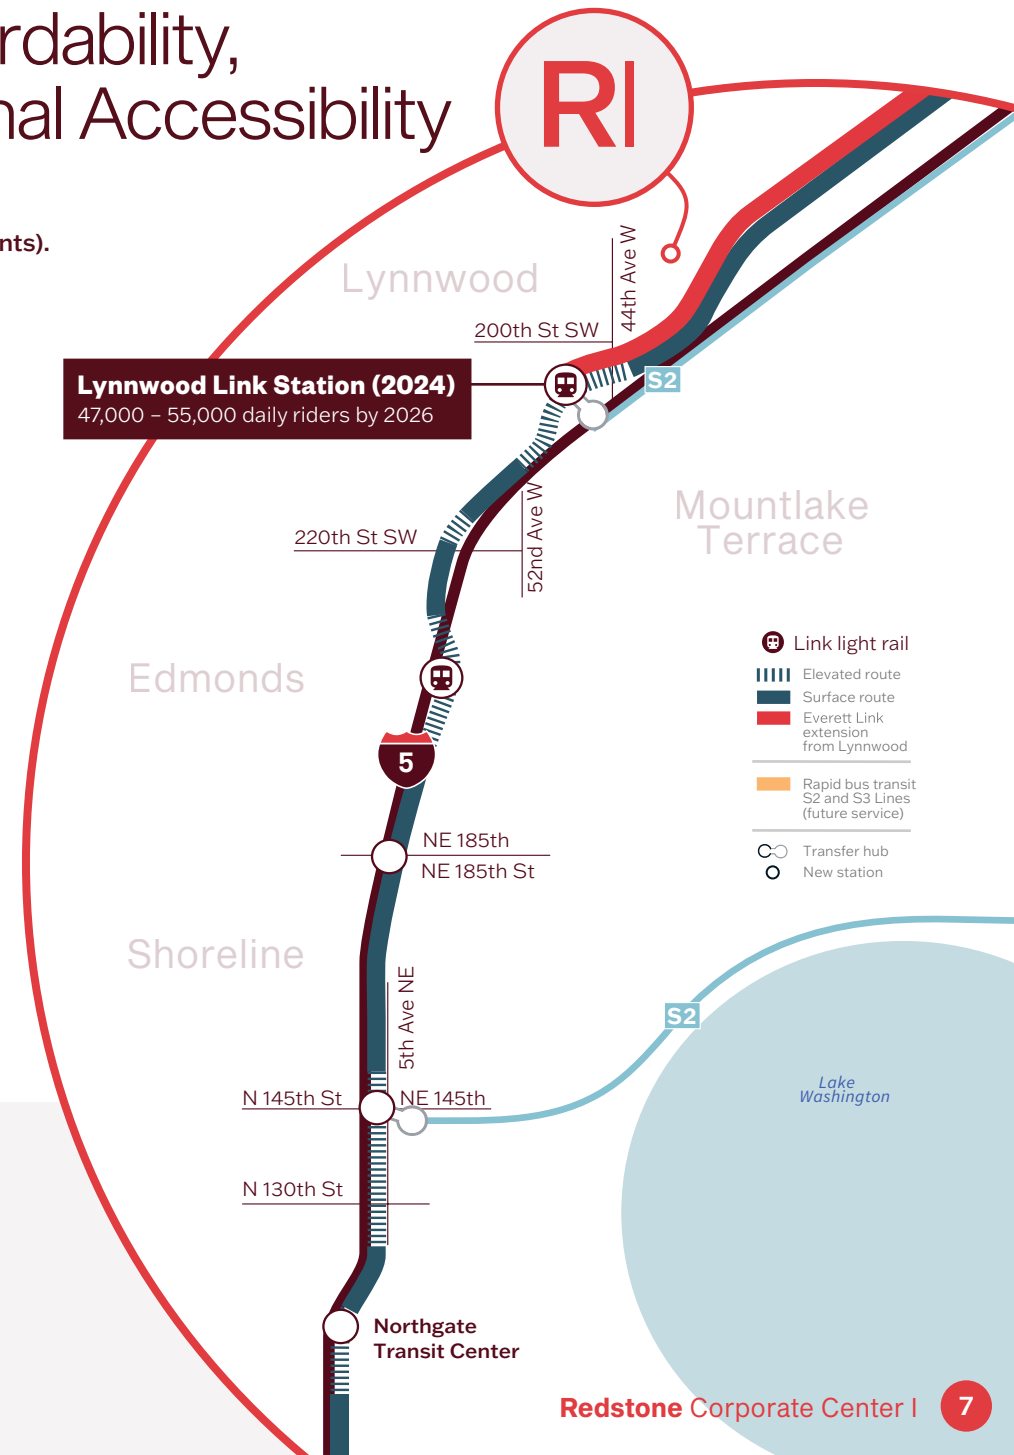 rdability,
nal Accessibility
RI
nts).
Lynnwood
44th Ave W
200th St SW
Lynnwood Link Station (2024)
47,000 – 55,000 daily riders by 2026
S2
Mountlake
Terrace
52nd Ave W
220th St SW
Edmonds
Link light rail
Elevated route
Surface route
Everett Link
extension
from Lynnwood
Rapid bus transit
S2 and S3 Lines
(future service)
Transfer hub
New station
5
NE 185th
NE 185th St
Shoreline
5th Ave NE
S2
Lake
Washington
N 145th St
NE 145th
N 130th St
Northgate
Transit Center
Redstone Corporate Center I
7